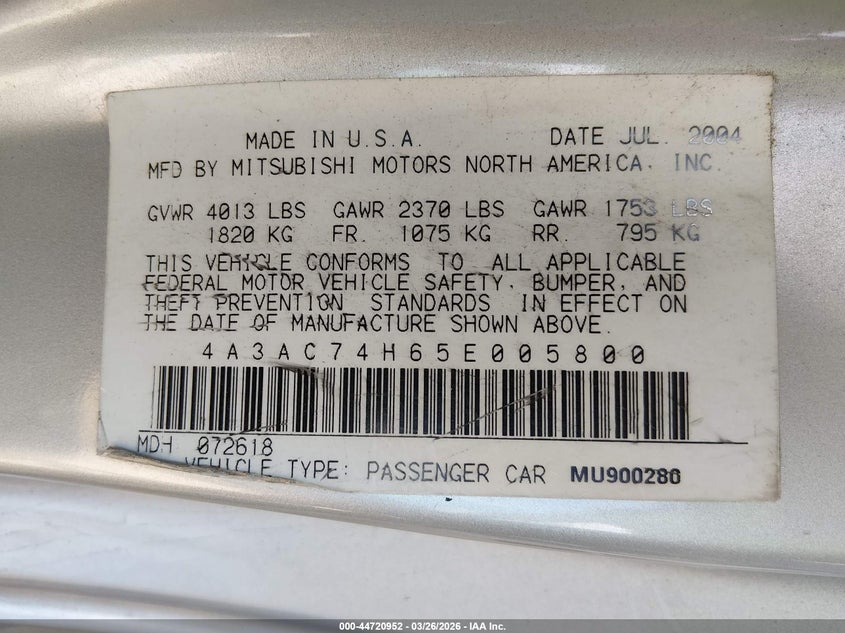 MADE IN U.S.A. DATE JUL. 2004
MFD BY MITSUBISHI MOTORS NORTH AMERICA, INC.
GVWR 4013 LBS GAWR 2370 LBS GAWR 1753 LBS
1820 KG FR. 1075 KG RR. 795 KG
THIS VEHICLE CONFORMS TO ALL APPLICABLE
FEDERAL MOTOR VEHICLE SAFETY, BUMPER, AND
THEFT PREVENTION STANDARDS IN EFFECT ON
THE DATE OF MANUFACTURE SHOWN ABOVE.
4A3AC74H65E005800
MDH 072618
VEHICLE TYPE: PASSENGER CAR MU900280
000-44720952 | 03/26/2026 - IAA Inc.